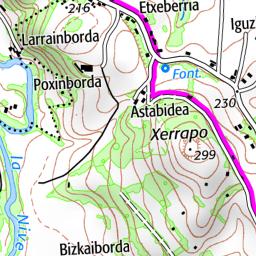 216
Etxeberria
Larrainborda
Iguz
Font.
Poxinborda
230
Astabidea
Xerrapo
299
la Nive
Bizkaiborda